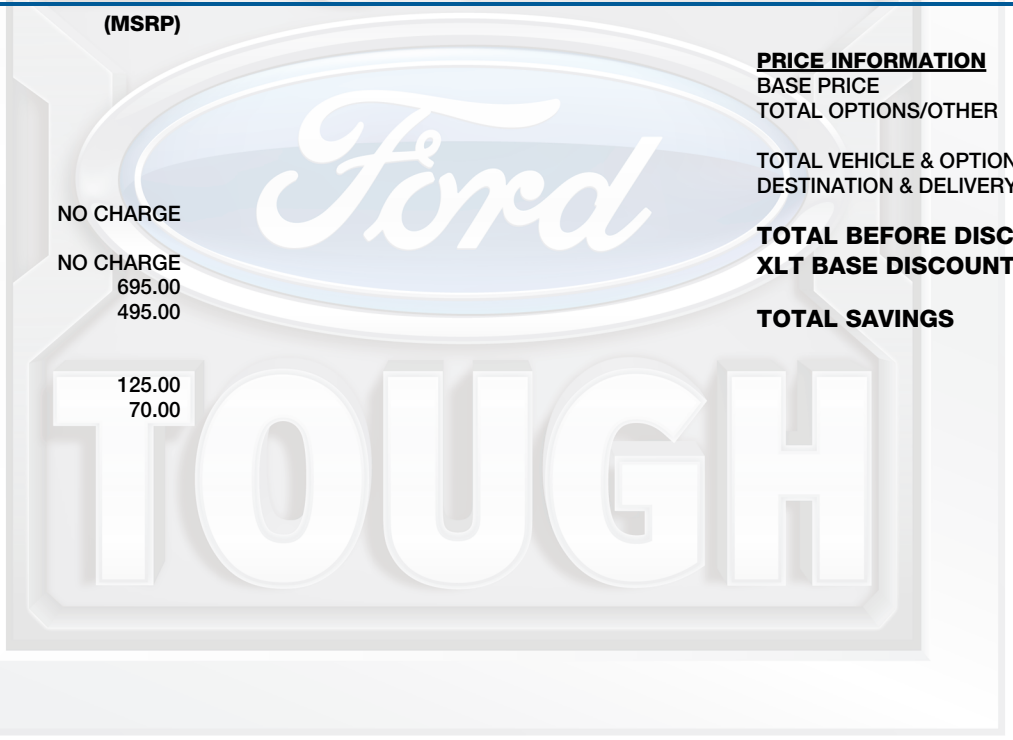 (MSRP)
NO CHARGE
NO CHARGE
695.00
495.00
125.00
70.00
PRICE INFORMATION
BASE PRICE
TOTAL OPTIONS/OTHER
TOTAL VEHICLE & OPTION
DESTINATION & DELIVERY
TOTAL BEFORE DISC
XLT BASE DISCOUNT
TOTAL SAVINGS
Ford
TOUGH